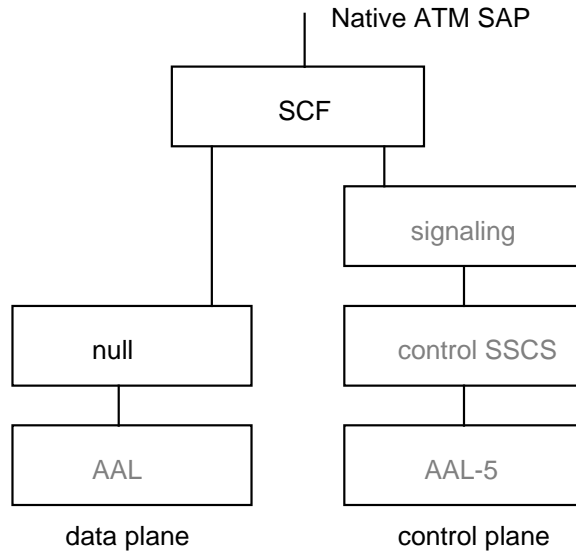 Native ATM SAP
SCF
signaling
null
control SSCS
AAL
AAL-5
data plane
control plane